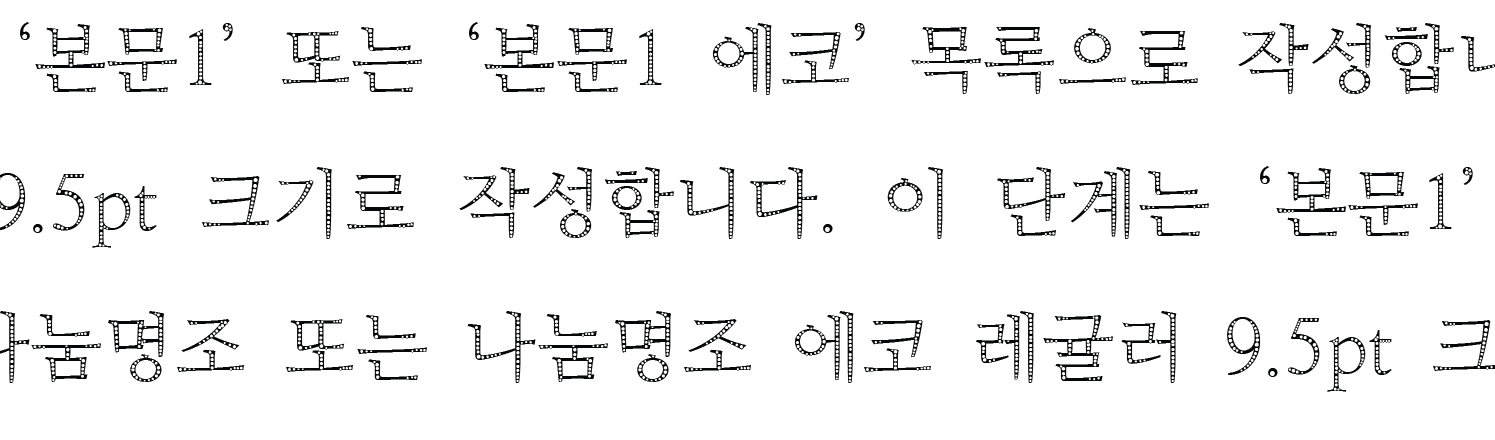 ‘본문1’ 또는 ‘본문1 에코’ 목록으로 작성합니
9.5pt 크기로 작성합니다. 이 단계는 ‘본문1’
나눔명조 또는 나눔명조 에코 레귤러 9.5pt 크